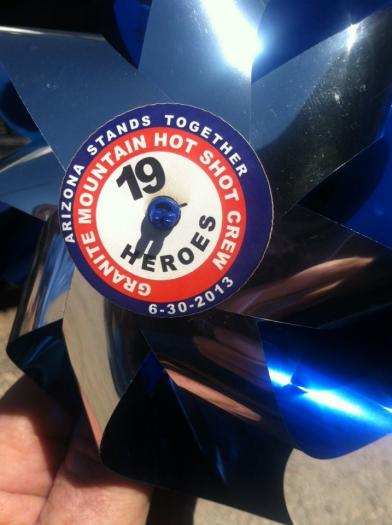 ARIZONA STANDS TOGETHER
GRANITE MOUNTAIN HOT SHOT CREW
19
HEROES
6-30-2013